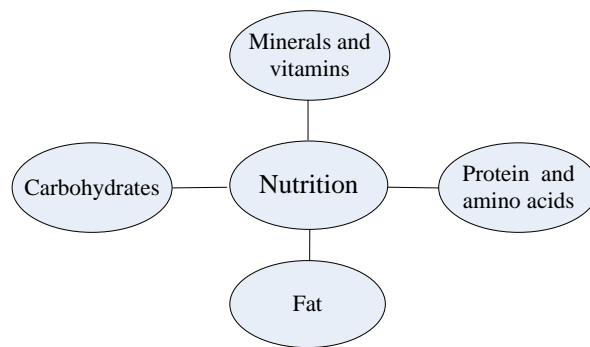 Minerals and
vitamins
Carbohydrates
Nutrition
Protein and
amino acids
Fat